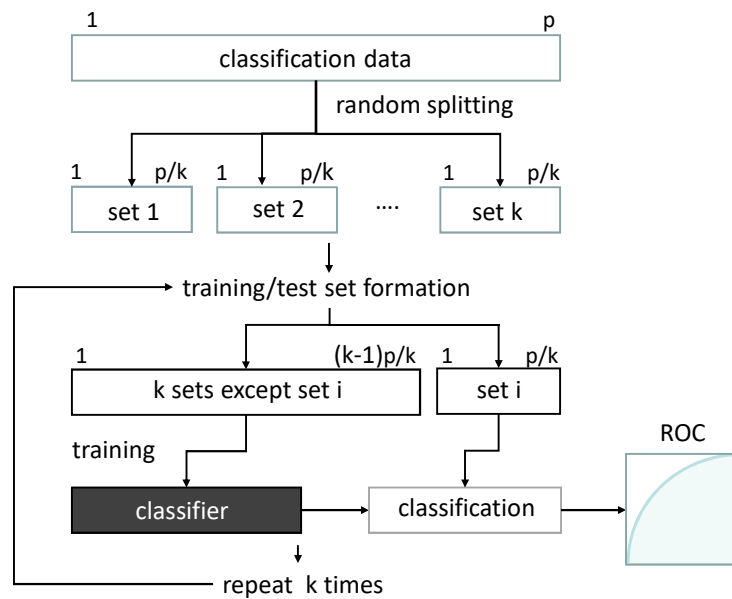 1 p
classification data
random splitting
1 p/k 1 p/k 1 p/k
set 1 set 2 .... set k
training/test set formation
1 (k-1)p/k 1 p/k
k sets except set i set i
training
ROC
classifier classification
repeat k times